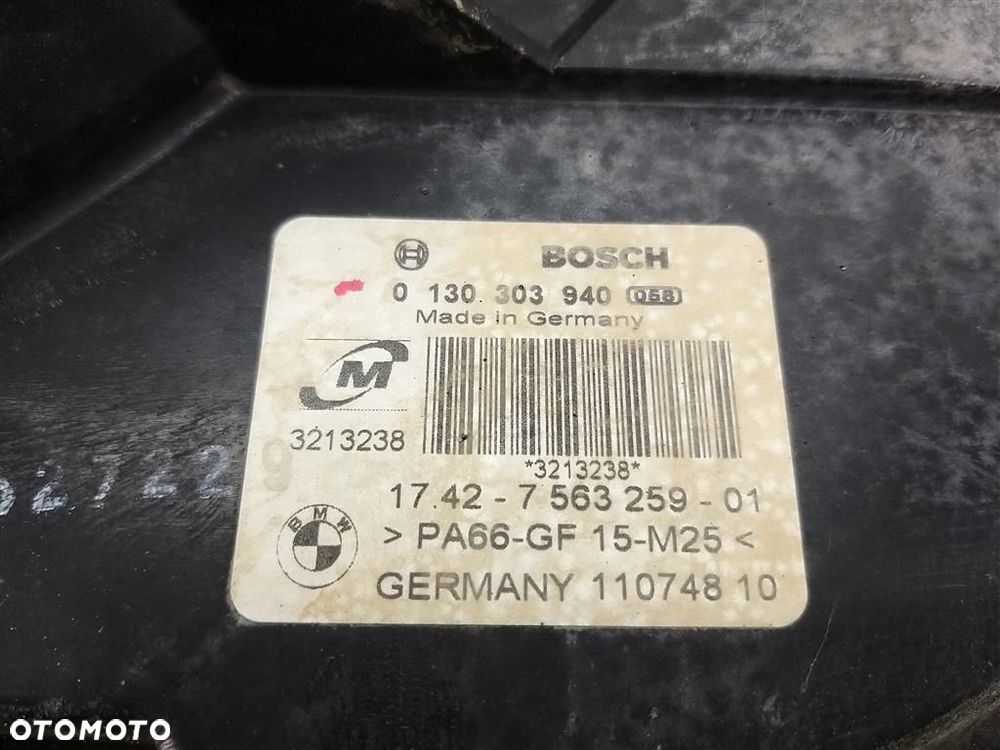 BOSCH
0 130 303 940 058
Made in Germany
M
3213238
*3213238*
17.42 - 7 563 259 - 01
BMW
> PA66-GF 15-M25 <
GERMANY 110748 10
OTOMOTO